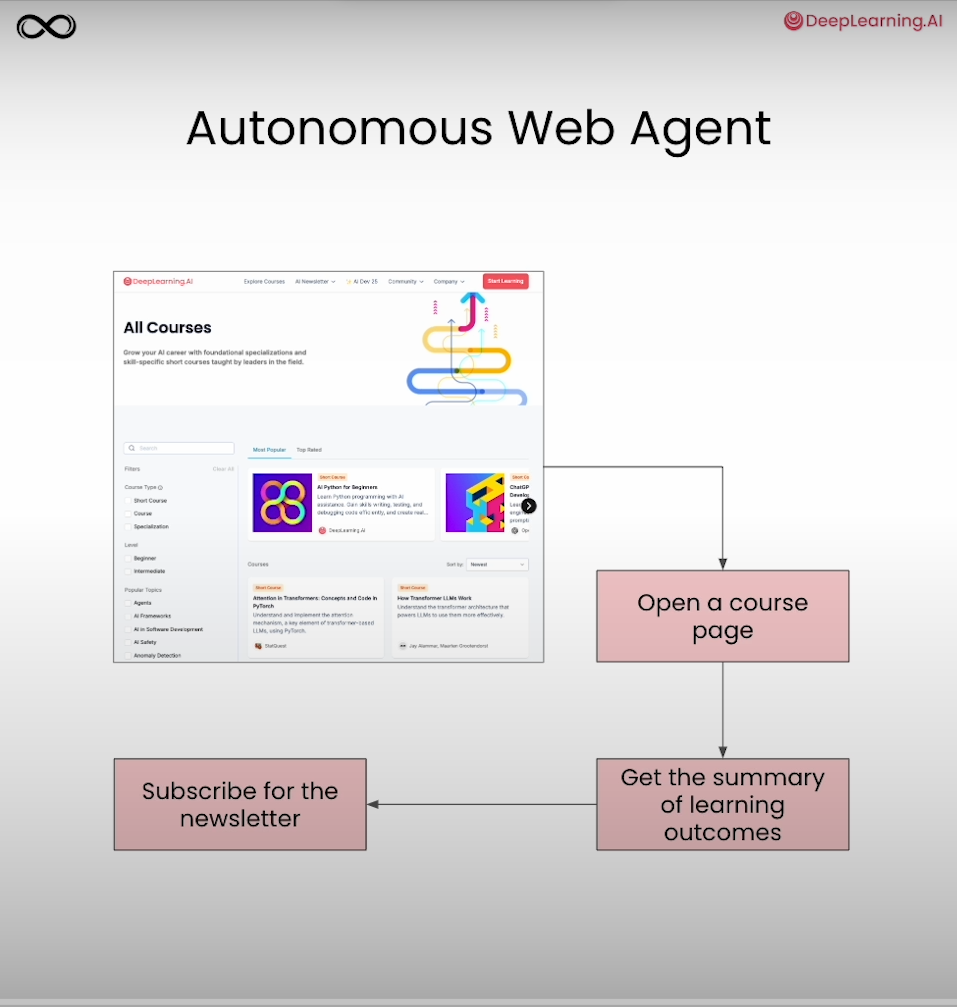 DeepLearning.AI
Autonomous Web Agent
DeepLearning.AI
Explore Courses
AI Newsletter
AI Dev 25
Community
Company
Start Learning
All Courses
Grow your AI career with foundational specializations and
skill-specific short courses taught by leaders in the field.
Search
Most Popular
Top Rated
Filters
Clear All
Course Type
Short Course
Course
Specialization
Level
Beginner
Intermediate
Popular Topics
Agents
AI Frameworks
AI in Software Development
AI Safety
Anomaly Detection
Short Course
AI Python for Beginners
Learn Python programming with AI
assistance. Gain skills writing, testing, and
debugging code efficiently, and create real...
DeepLearning.AI
Short Co
ChatGP
Develo
engin
prompti
Courses
Sort by:
Newest
Short Course
Attention in Transformers: Concepts and Code in
PyTorch
Understand and implement the attention
mechanism, a key element of transformer-based
LLMs, using PyTorch.
StatQuest
Short Course
How Transformer LLMs Work
Understand the transformer architecture that
powers LLMs to use them more effectively.
Jay Alammar, Maarten Grootendorst
Open a course
page
Get the summary
of learning
outcomes
Subscribe for the
newsletter